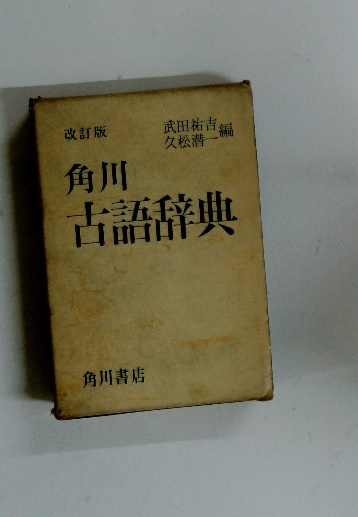 改訂版
武田祐吉
久松潜一
編
角川
古語辞典
角川書店